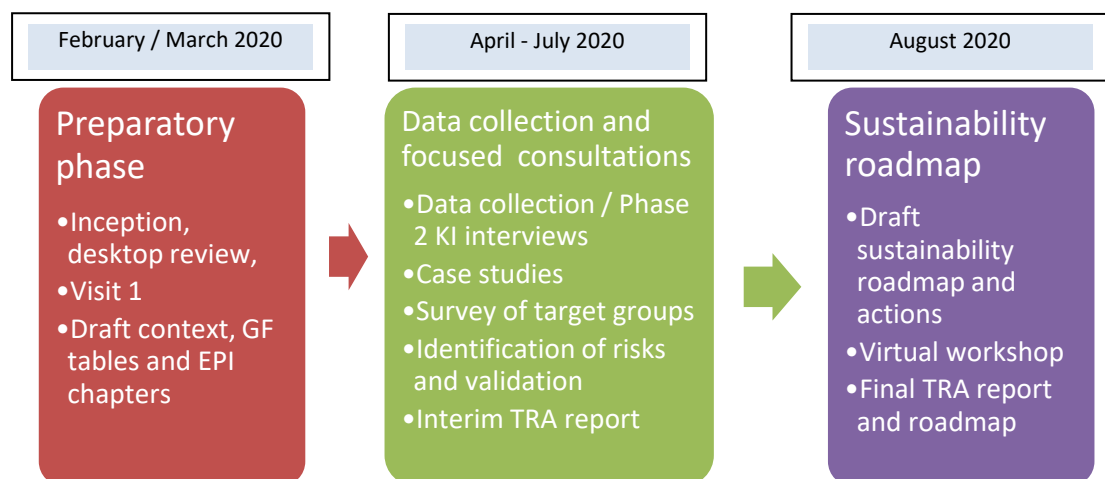 February / March 2020
April - July 2020
August 2020
Preparatory
phase
•Inception,
desktop review,
•Visit 1
•Draft context, GF
tables and EPI
chapters
Data collection and
focused consultations
•Data collection / Phase
2 KI interviews
•Case studies
•Survey of target groups
•Identification of risks
and validation
•Interim TRA report
Sustainability
roadmap
•Draft
sustainability
roadmap and
actions
•Virtual workshop
•Final TRA report
and roadmap